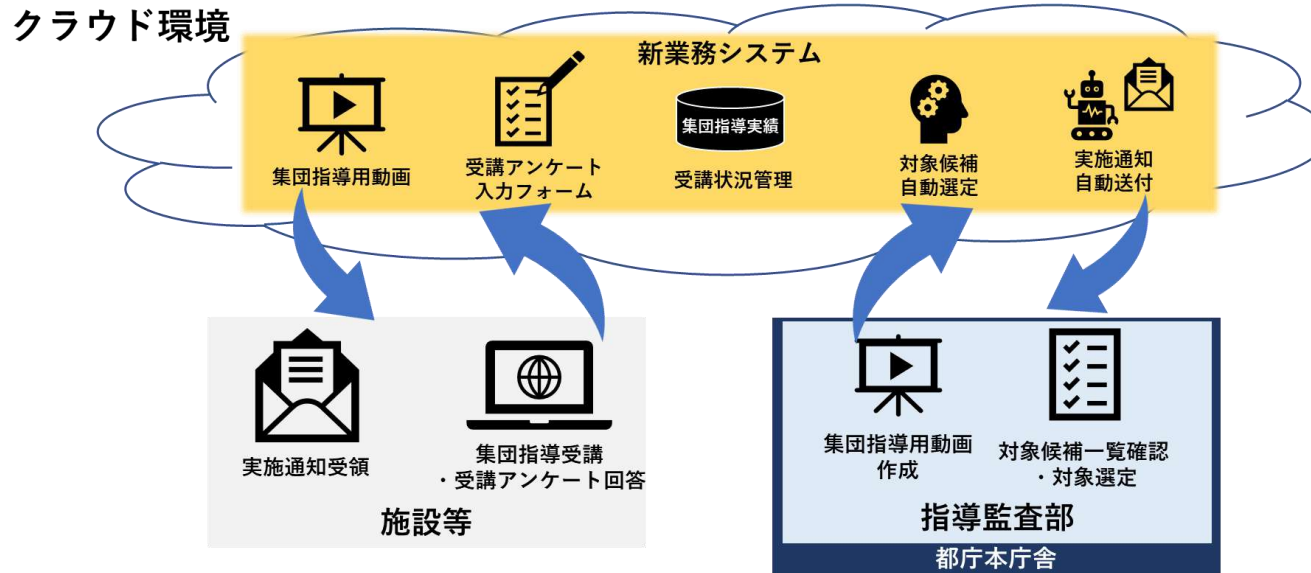 クラウド環境
新業務システム
集団指導用動画
受講アンケート
入力フォーム
集団指導実績
受講状況管理
対象候補
自動選定
実施通知
自動送付
実施通知受領
集団指導受講
・受講アンケート回答
施設等
集団指導用動画
作成
対象候補一覧確認
・対象選定
指導監査部
都庁本庁舎